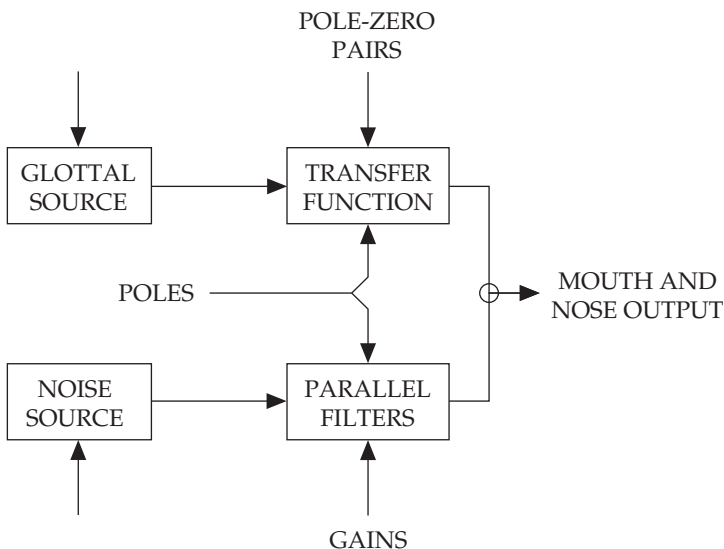 POLE-ZERO
PAIRS
GLOTTAL
SOURCE
TRANSFER
FUNCTION
POLES
MOUTH AND
NOSE OUTPUT
NOISE
SOURCE
PARALLEL
FILTERS
GAINS